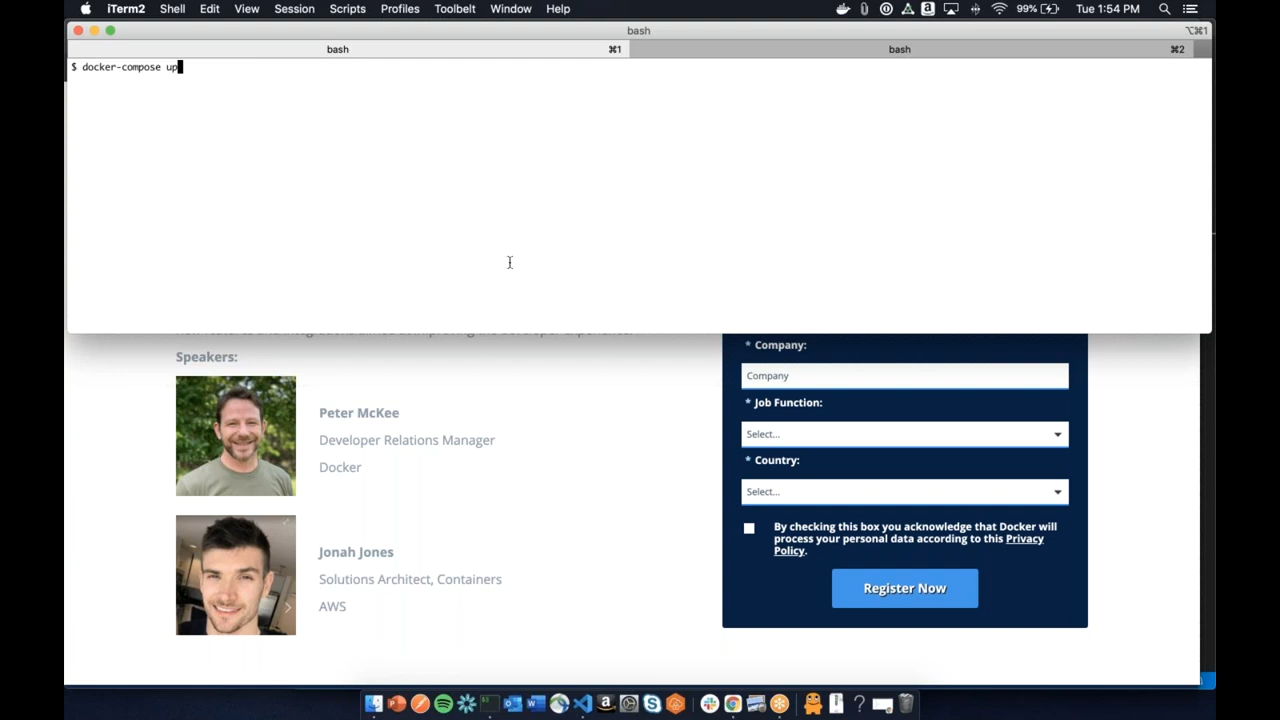 iTerm2 Shell Edit View Session Scripts Profiles Toolbelt Window Help 99% Tue 1:54 PM
bash ⌥⌘1
bash ⌘1 bash ⌘2
$ docker-compose up
Speakers:
Peter McKee
Developer Relations Manager
Docker
Jonah Jones
Solutions Architect, Containers
AWS
* Company:
Company
* Job Function:
Select...
* Country:
Select...
By checking this box you acknowledge that Docker will
process your personal data according to this Privacy
Policy.
Register Now